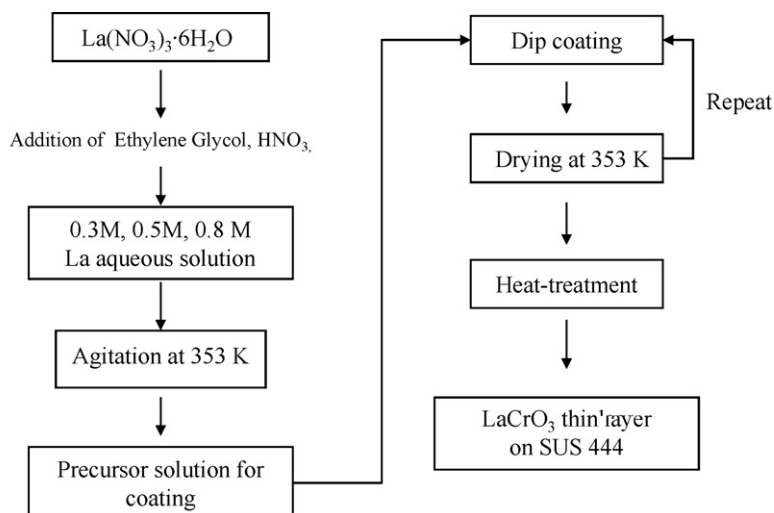 La(NO₃)₃·6H₂O
Addition of Ethylene Glycol, HNO₃,
0.3M, 0.5M, 0.8 M
La aqueous solution
Agitation at 353 K
Precursor solution for
coating
Dip coating
Repeat
Drying at 353 K
Heat-treatment
LaCrO₃ thin'rayer
on SUS 444